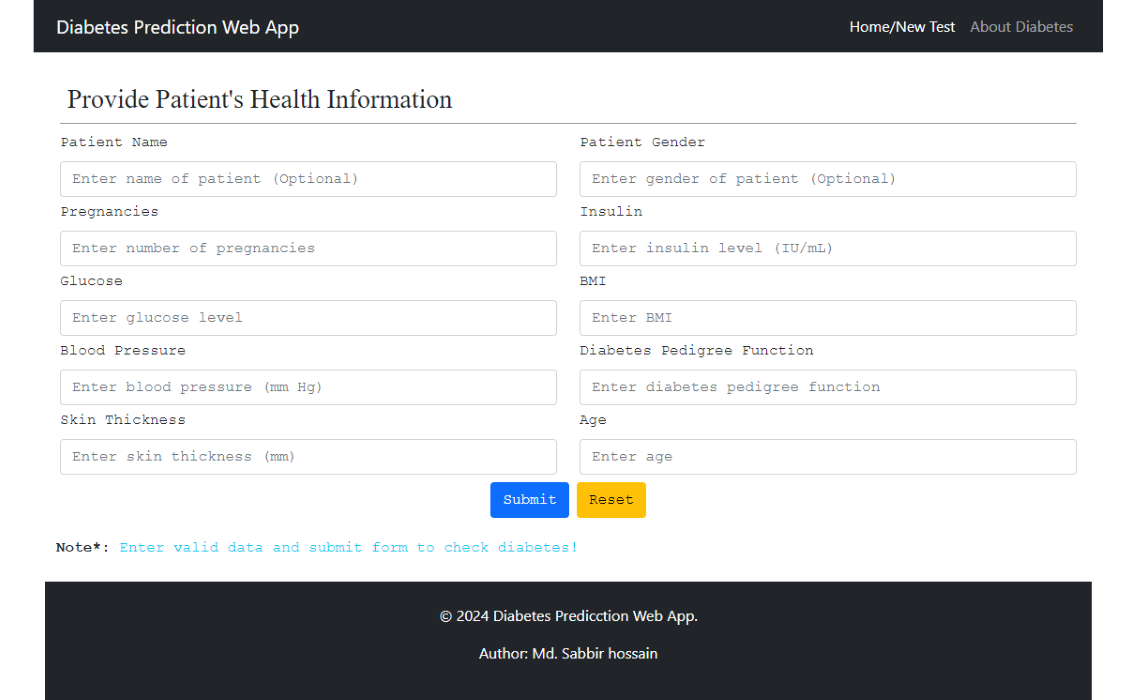 Diabetes Prediction Web App Home/New Test About Diabetes
Provide Patient's Health Information
Patient Name Patient Gender
Enter name of patient (Optional) Enter gender of patient (Optional)
Pregnancies Insulin
Enter number of pregnancies Enter insulin level (IU/mL)
Glucose BMI
Enter glucose level Enter BMI
Blood Pressure Diabetes Pedigree Function
Enter blood pressure (mm Hg) Enter diabetes pedigree function
Skin Thickness Age
Enter skin thickness (mm) Enter age
Submit Reset
Note*: Enter valid data and submit form to check diabetes!
© 2024 Diabetes Predicction Web App.
Author: Md. Sabbir hossain